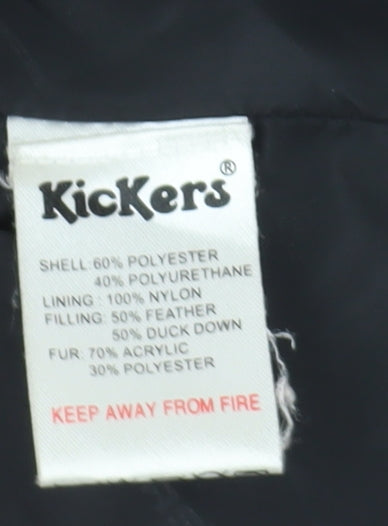 KicKers®
SHELL: 60% POLYESTER
40% POLYURETHANE
LINING : 100% NYLON
FILLING: 50% FEATHER
50% DUCK DOWN
FUR: 70% ACRYLIC
30% POLYESTER
KEEP AWAY FROM FIRE